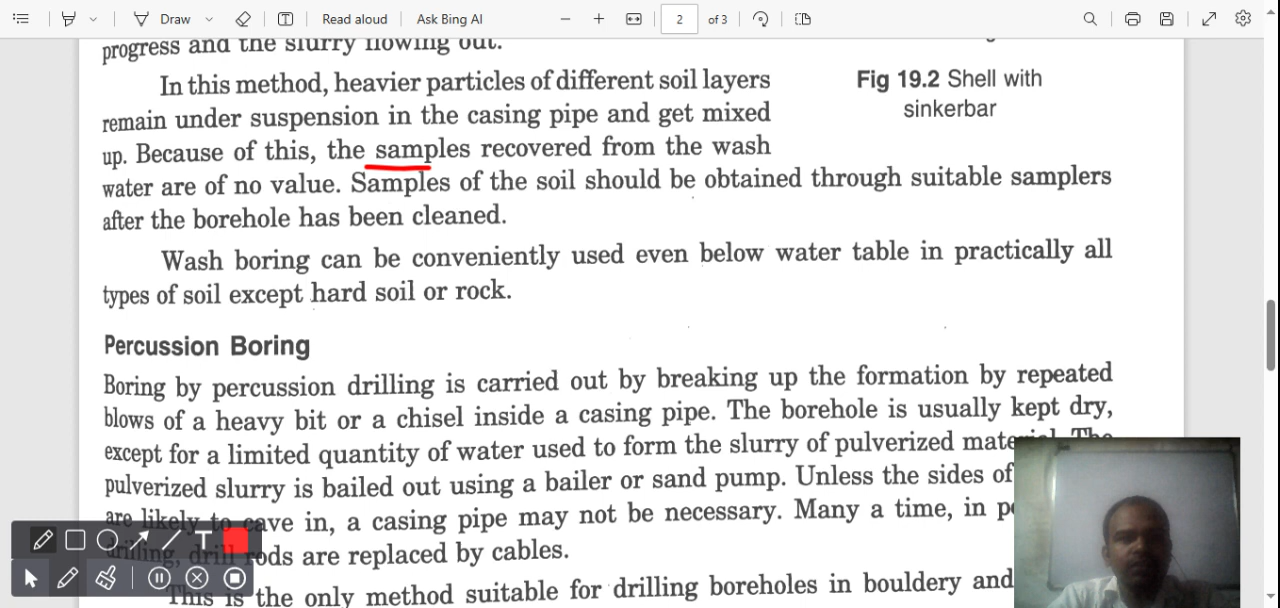 Draw
Read aloud
Ask Bing AI
2
of 3
progress and the slurry flowing out.
In this method, heavier particles of different soil layers
remain under suspension in the casing pipe and get mixed
up. Because of this, the samples recovered from the wash
water are of no value. Samples of the soil should be obtained through suitable samplers
after the borehole has been cleaned.
Fig 19.2 Shell with
sinkerbar
Wash boring can be conveniently used even below water table in practically all
types of soil except hard soil or rock.
Percussion Boring
Boring by percussion drilling is carried out by breaking up the formation by repeated
blows of a heavy bit or a chisel inside a casing pipe. The borehole is usually kept dry,
except for a limited quantity of water used to form the slurry of pulverized material. The
pulverized slurry is bailed out using a bailer or sand pump. Unless the sides of
are likely to cave in, a casing pipe may not be necessary. Many a time, in
drilling, drill rods are replaced by cables.
This is the only method suitable for drilling boreholes in bouldery and
T